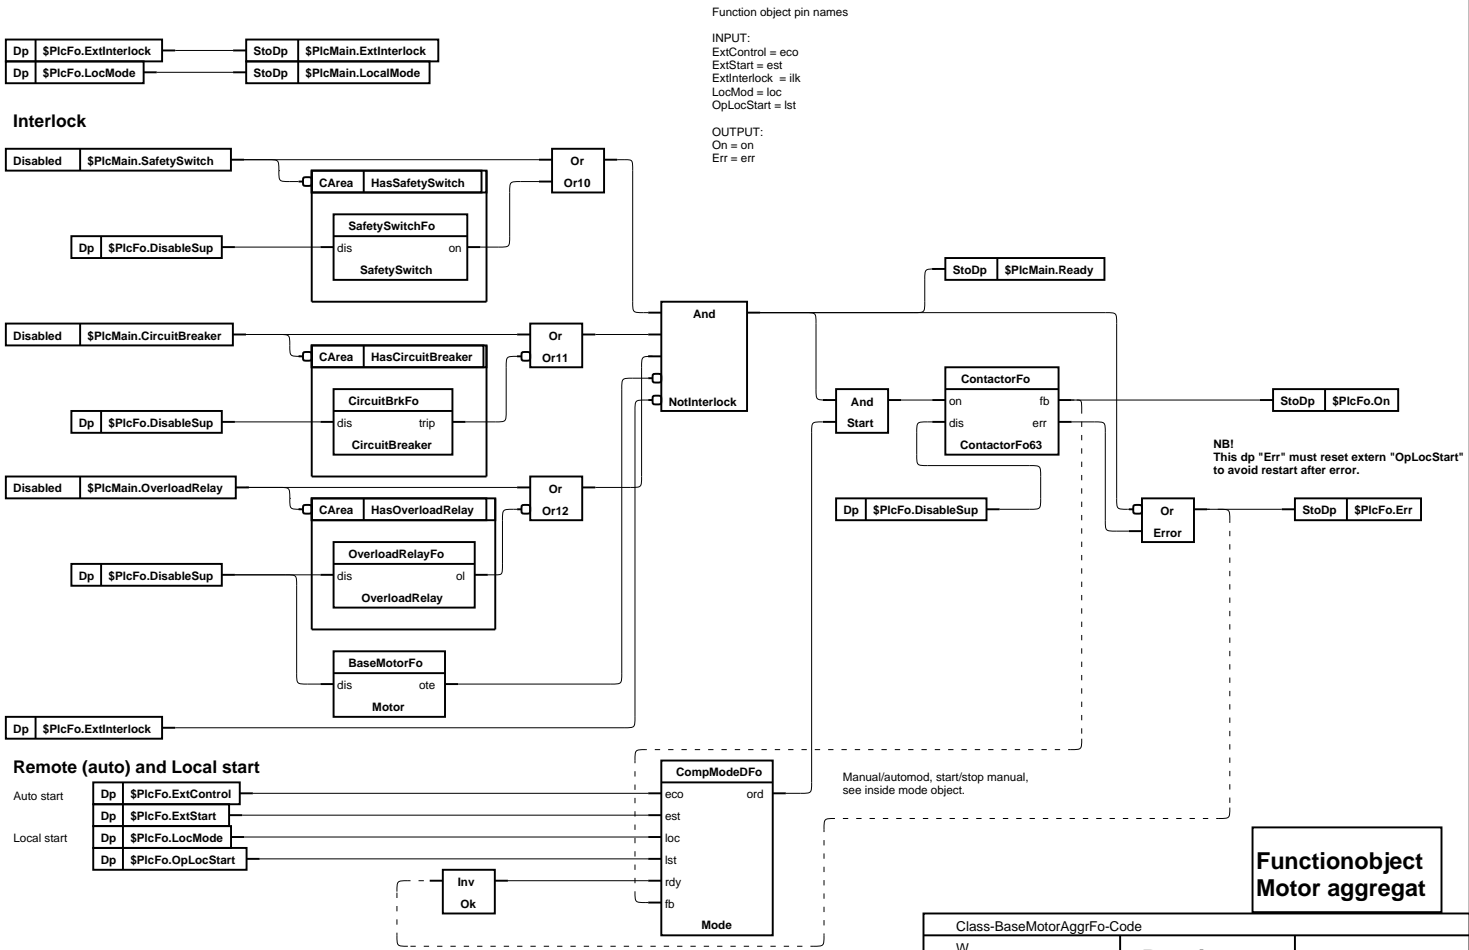 Function object pin names
INPUT:
ExtControl = eco
ExtStart = est
ExtInterlock = ilk
LocMod = loc
OpLocStart = lst
OUTPUT:
On = on
Err = err
Dp $PlcFo.ExtInterlock StoDp $PlcMain.ExtInterlock
Dp $PlcFo.LocMode StoDp $PlcMain.LocalMode
Interlock
Disabled $PlcMain.SafetySwitch
Or
Or10
CArea HasSafetySwitch
SafetySwitchFo
Dp $PlcFo.DisableSup
dis on
SafetySwitch
StoDp $PlcMain.Ready
And
NotInterlock
Disabled $PlcMain.CircuitBreaker
Or
Or11
CArea HasCircuitBreaker
CircuitBrkFo
Dp $PlcFo.DisableSup
dis trip
CircuitBreaker
And
Start
ContactorFo
on fb
dis err
ContactorFo63
StoDp $PlcFo.On
NB!
This dp "Err" must reset extern "OpLocStart"
to avoid restart after error.
Disabled $PlcMain.OverloadRelay
Or
Or12
CArea HasOverloadRelay
Dp $PlcFo.DisableSup
Or
Error
StoDp $PlcFo.Err
OverloadRelayFo
Dp $PlcFo.DisableSup
dis ol
OverloadRelay
BaseMotorFo
dis ote
Motor
Dp $PlcFo.ExtInterlock
Remote (auto) and Local start
Auto start
Dp $PlcFo.ExtControl
Dp $PlcFo.ExtStart
Local start
Dp $PlcFo.LocMode
Dp $PlcFo.OpLocStart
Inv
Ok
CompModeDFo
eco ord
est
loc
lst
rdy
fb
Mode
Manual/automod, start/stop manual,
see inside mode object.
Functionobject
Motor aggregat
Class-BaseMotorAggrFo-Code
W